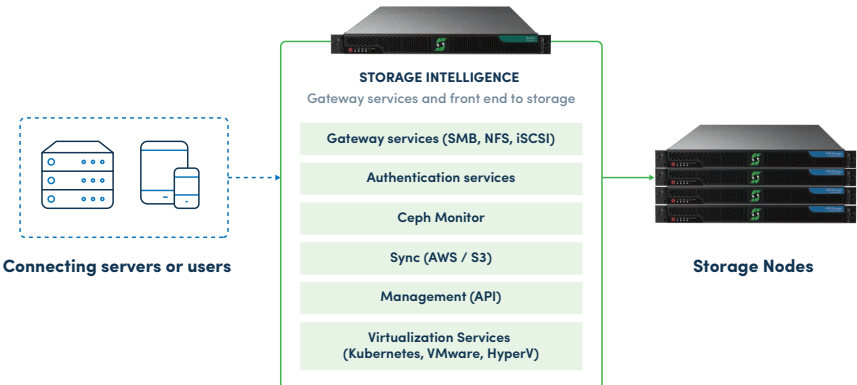 STORAGE INTELLIGENCE
Gateway services and front end to storage
Gateway services (SMB, NFS, iSCSI)
Authentication services
Ceph Monitor
Sync (AWS / S3)
Management (API)
Virtualization Services
(Kubernetes, VMware, HyperV)
Connecting servers or users
Storage Nodes